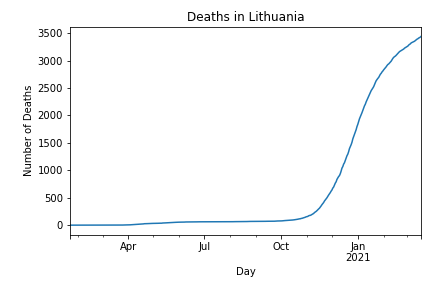 Deaths in Lithuania
3500
3000
2500
2000
1500
1000
500
0
Number of Deaths
Apr
Jul
Oct
Jan
2021
Day